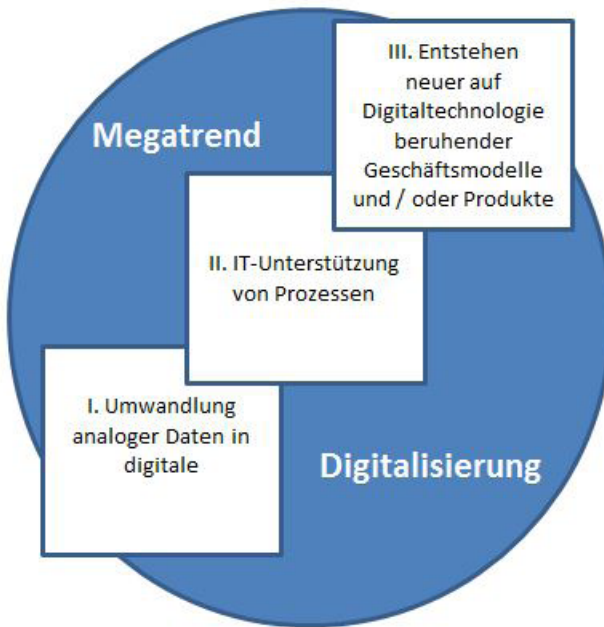 III. Entstehen
neuer auf
Digitaltechnologie
beruhender
Geschäftsmodelle
und / oder Produkte
Megatrend
II. IT-Unterstützung
von Prozessen
I. Umwandlung
analoger Daten in
digitale
Digitalisierung